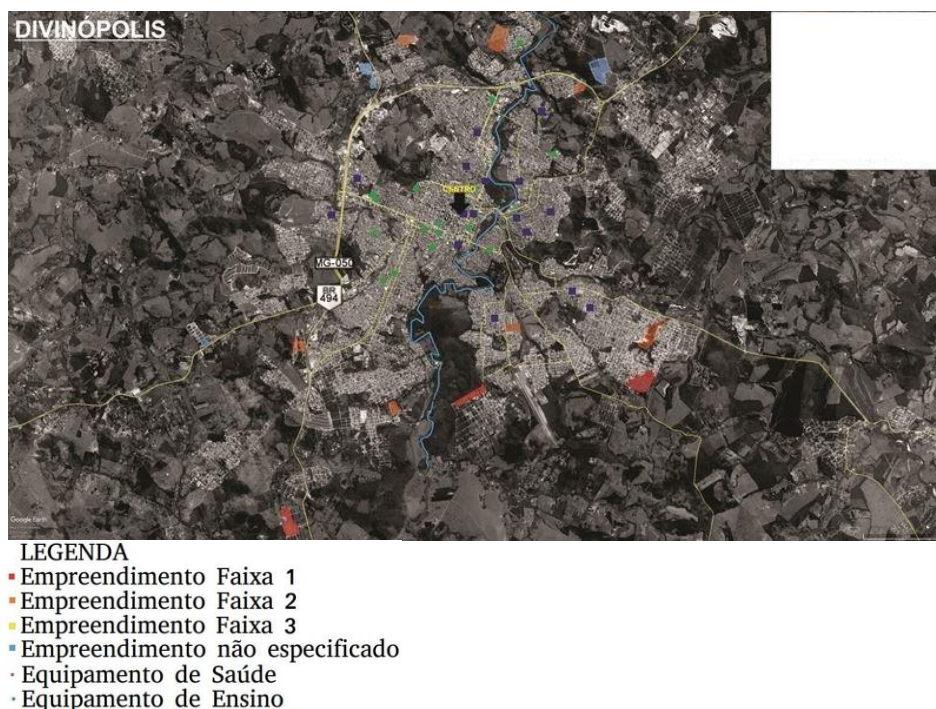 DIVINÓPOLIS
CENTRO
MG-050
BR
494
Google Earth
LEGENDA
Empreendimento Faixa 1
Empreendimento Faixa 2
Empreendimento Faixa 3
Empreendimento não especificado
Equipamento de Saúde
Equipamento de Ensino